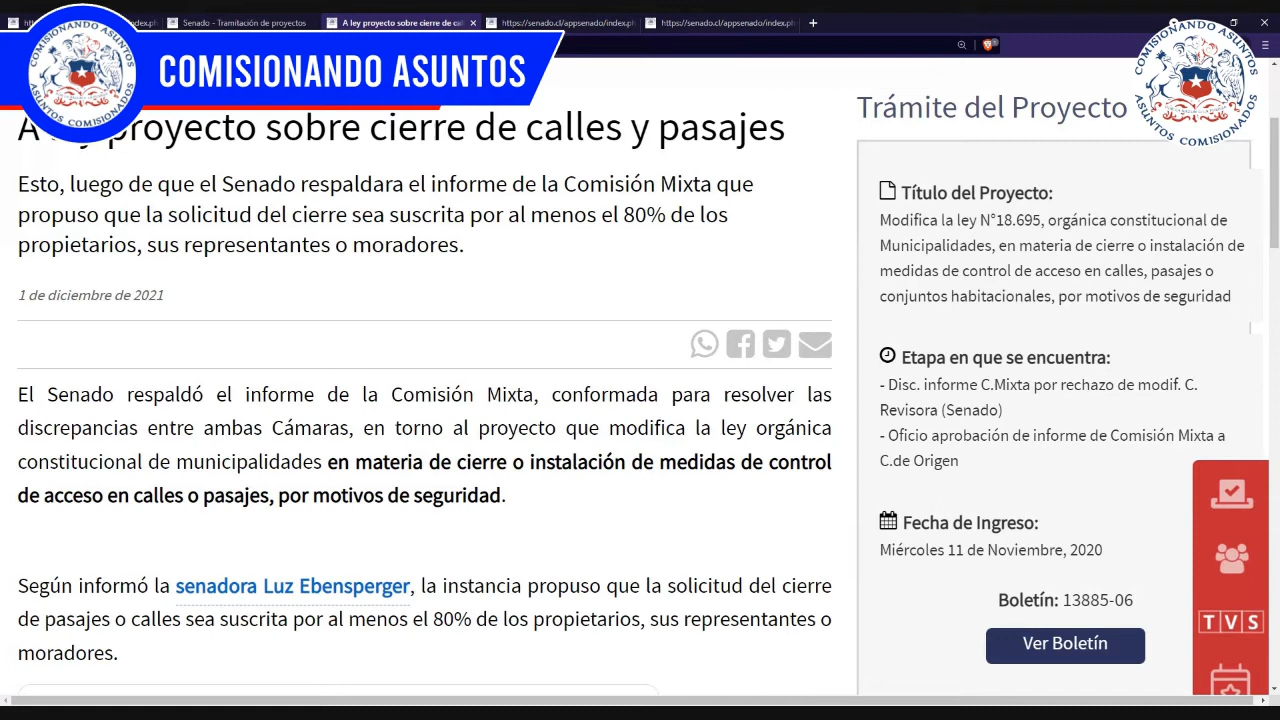 Senado - Tramitación de proyectos
A ley proyecto sobre cierre de cal
https://senado.cl/appsenado/index.ph
https://senado.cl/appsenado/index.ph
COMISIONANDO ASUNTOS
COMISIONANDO ASUNTOS
ASUNTOS COMISIONADOS
COMISIONANDO ASUNTOS
ASUNTOS COMISIONADOS
A ley proyecto sobre cierre de calles y pasajes
Esto, luego de que el Senado respaldara el informe de la Comisión Mixta que
propuso que la solicitud del cierre sea suscrita por al menos el 80% de los
propietarios, sus representantes o moradores.
1 de diciembre de 2021
El Senado respaldó el informe de la Comisión Mixta, conformada para resolver las
discrepancias entre ambas Cámaras, en torno al proyecto que modifica la ley orgánica
constitucional de municipalidades en materia de cierre o instalación de medidas de control
de acceso en calles o pasajes, por motivos de seguridad.
Según informó la senadora Luz Ebensperger, la instancia propuso que la solicitud del cierre
de pasajes o calles sea suscrita por al menos el 80% de los propietarios, sus representantes o
moradores.
Trámite del Proyecto
Título del Proyecto:
Modifica la ley N°18.695, orgánica constitucional de
Municipalidades, en materia de cierre o instalación de
medidas de control de acceso en calles, pasajes o
conjuntos habitacionales, por motivos de seguridad
Etapa en que se encuentra:
- Disc. informe C.Mixta por rechazo de modif. C.
Revisora (Senado)
- Oficio aprobación de informe de Comisión Mixta a
C.de Origen
Fecha de Ingreso:
Miércoles 11 de Noviembre, 2020
Boletín: 13885-06
Ver Boletín
TVS